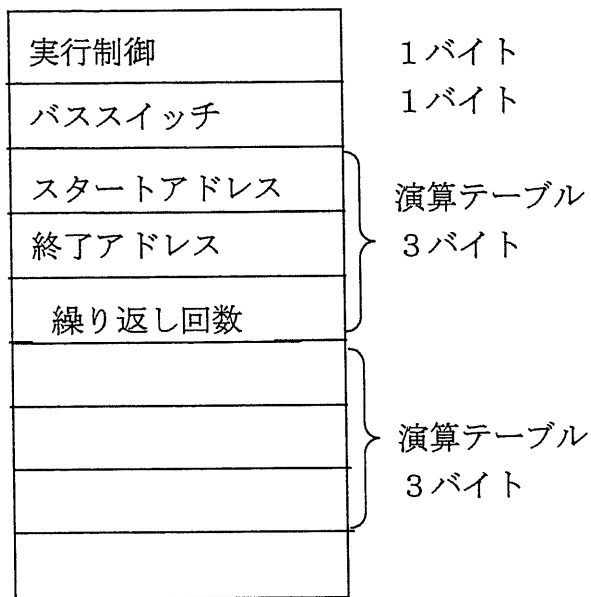 実行制御
1バイト
バススイッチ
1バイト
スタートアドレス
終了アドレス
繰り返し回数
演算テーブル
3バイト
演算テーブル
3バイト